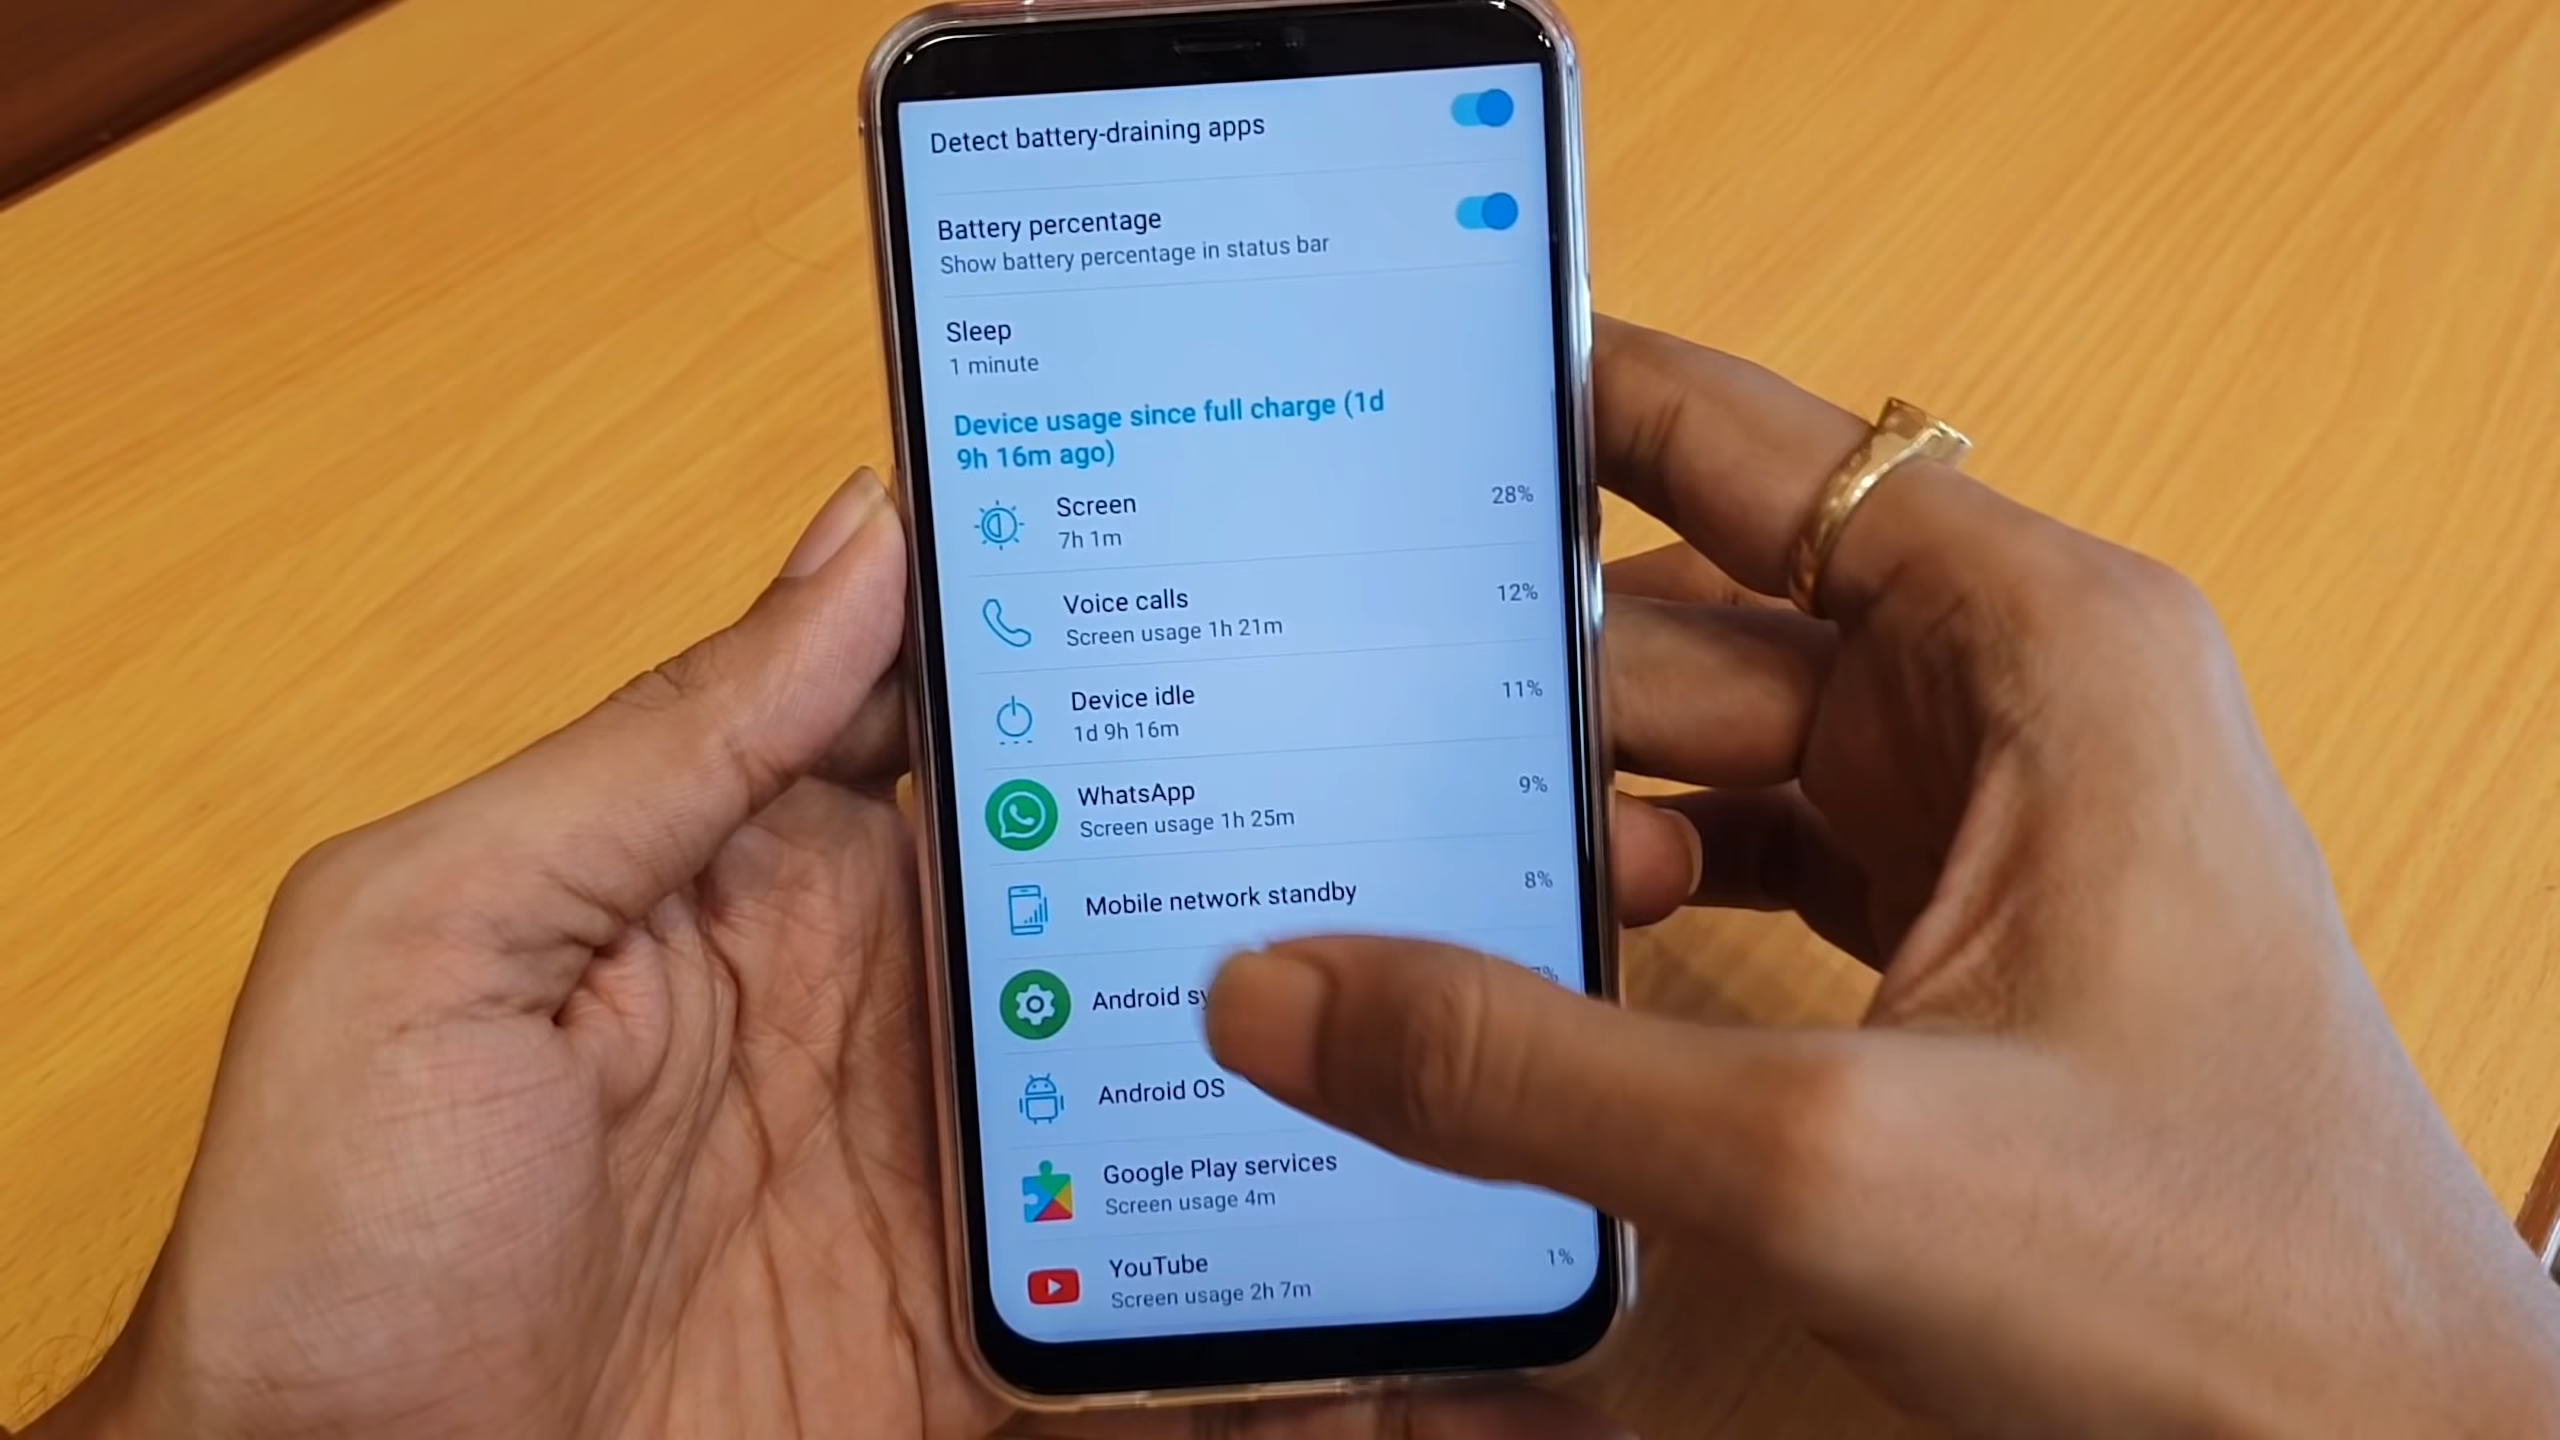 Detect battery-draining apps
Battery percentage
Show battery percentage in status bar
Sleep
1 minute
Device usage since full charge (1d
9h 16m ago)
Screen
28%
7h 1m
Voice calls
12%
Screen usage 1h 21m
Device idle
11%
1d 9h 16m
WhatsApp
9%
Screen usage 1h 25m
Mobile network standby
8%
Android
Android OS
Google Play services
Screen usage 4m
YouTube
1%
Screen usage 2h 7m